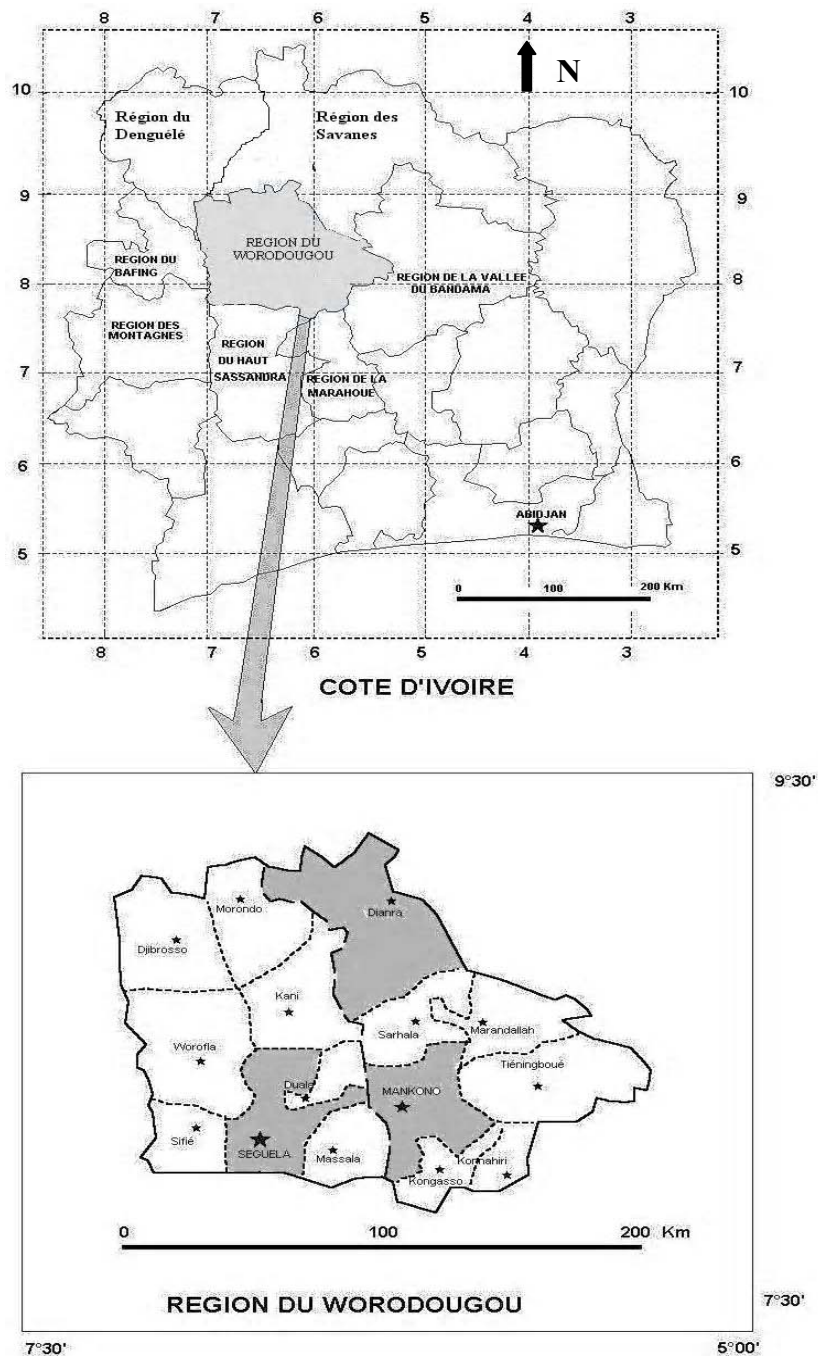 8 7 6 5 4 3
N
10 10
Région du
Denguélé
Région des
Savanes
9 9
REGION DU
WORODOUGOU
REGION DU
BAFING
8 8
REGION DE LA VALLEE
DU BANDAMA
REGION DES
MONTAGNES
REGION
DU HAUT
SASSANDRA
7 7
REGION DE LA
MARAHOUE
6 6
ABIDJAN
5 5
0 100 200 Km
8 7 6 5 4 3
COTE D'IVOIRE
9°30'
Morondo
Dianra
Djibrosso
Kani
Sarhala
Marandallah
Worofla
Tiéningboué
Duale
MANKONO
Sifié
SEGUELA
Massala
Kongasso
Konnahiri
0 100 200 Km
REGION DU WORODOUGOU
7°30'
7°30' 5°00'